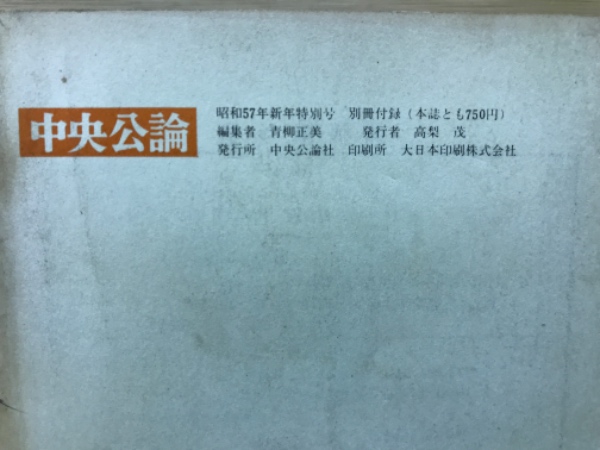 中央公論
昭和57年新年特別号 別冊付録（本誌とも750円）
編集者 青柳正美 発行者 高梨 茂
発行所 中央公論社 印刷所 大日本印刷株式会社